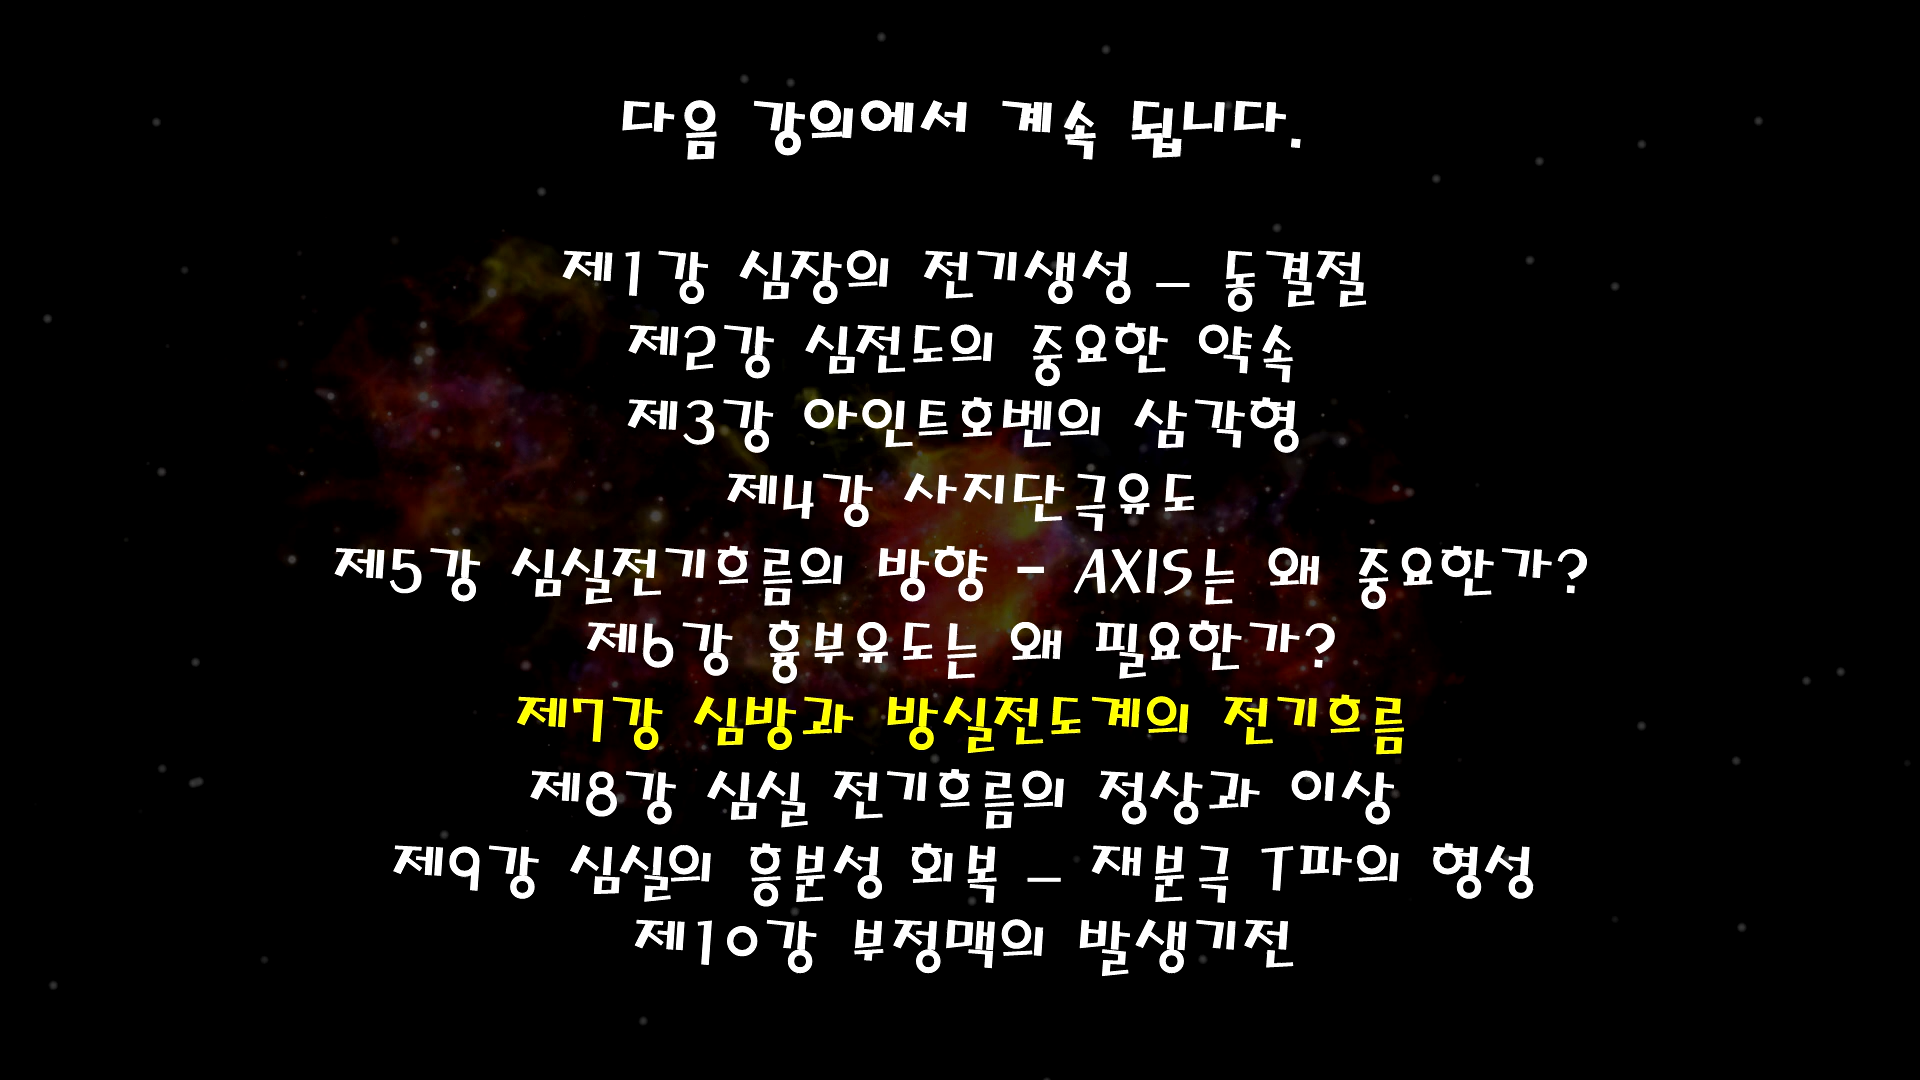 다음 강의에서 계속 됩니다.
제1강 심장의 전기생성 – 동결절
제2강 심전도의 중요한 약속
제3강 아인트호벤의 삼각형
제4강 사지단극유도
제5강 심실전기흐름의 방향 - AXIS는 왜 중요한가?
제6강 흉부유도는 왜 필요한가?
제7강 심방과 방실전도계의 전기흐름
제8강 심실 전기흐름의 정상과 이상
제9강 심실의 흥분성 회복 – 재분극 T파의 형성
제10강 부정맥의 발생기전